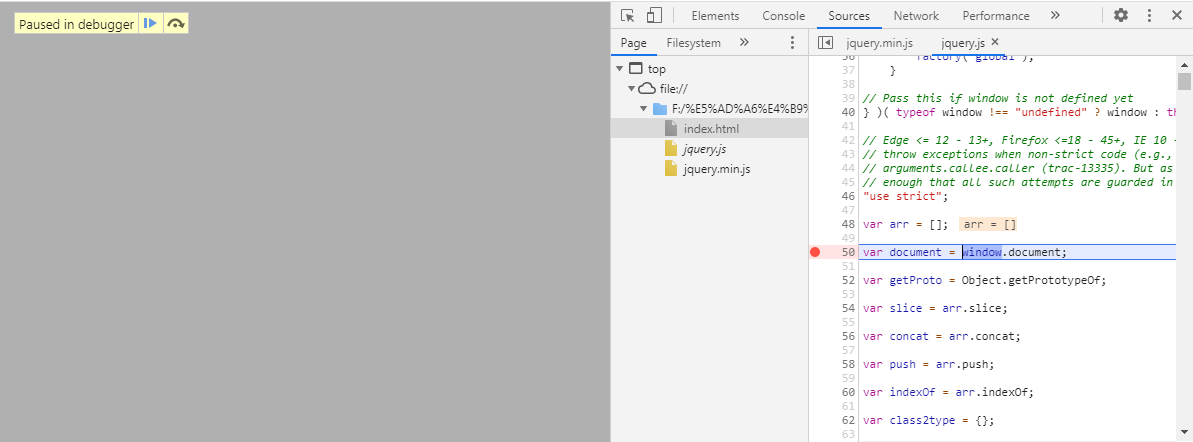 Paused in debugger
Elements Console Sources Network Performance »
Page Filesystem » jquery.min.js jquery.js ×
top
file://
F:/%E5%AD%A6%E4%B9%
index.html
jquery.js
jquery.min.js
36 factory( global );
37 }
38
39 // Pass this if window is not defined yet
40 } )( typeof window !== "undefined" ? window : th
41
42 // Edge <= 12 - 13+, Firefox <=18 - 45+, IE 10 -
43 // throw exceptions when non-strict code (e.g.,
44 // arguments.callee.caller (trac-13335). But as
45 // enough that all such attempts are guarded in
46 "use strict";
47
48 var arr = []; arr = []
49
50 var document = window.document;
51
52 var getProto = Object.getPrototypeOf;
53
54 var slice = arr.slice;
55
56 var concat = arr.concat;
57
58 var push = arr.push;
59
60 var indexOf = arr.indexOf;
61
62 var class2type = {};
63